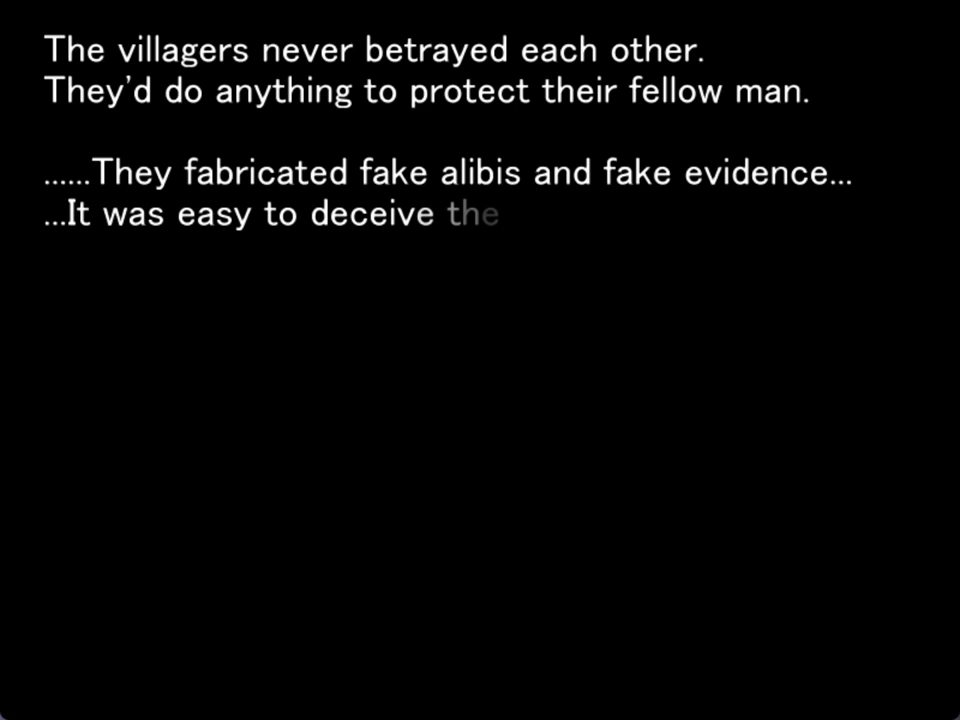 The villagers never betrayed each other.
They'd do anything to protect their fellow man.
......They fabricated fake alibis and fake evidence...
...It was easy to deceive the